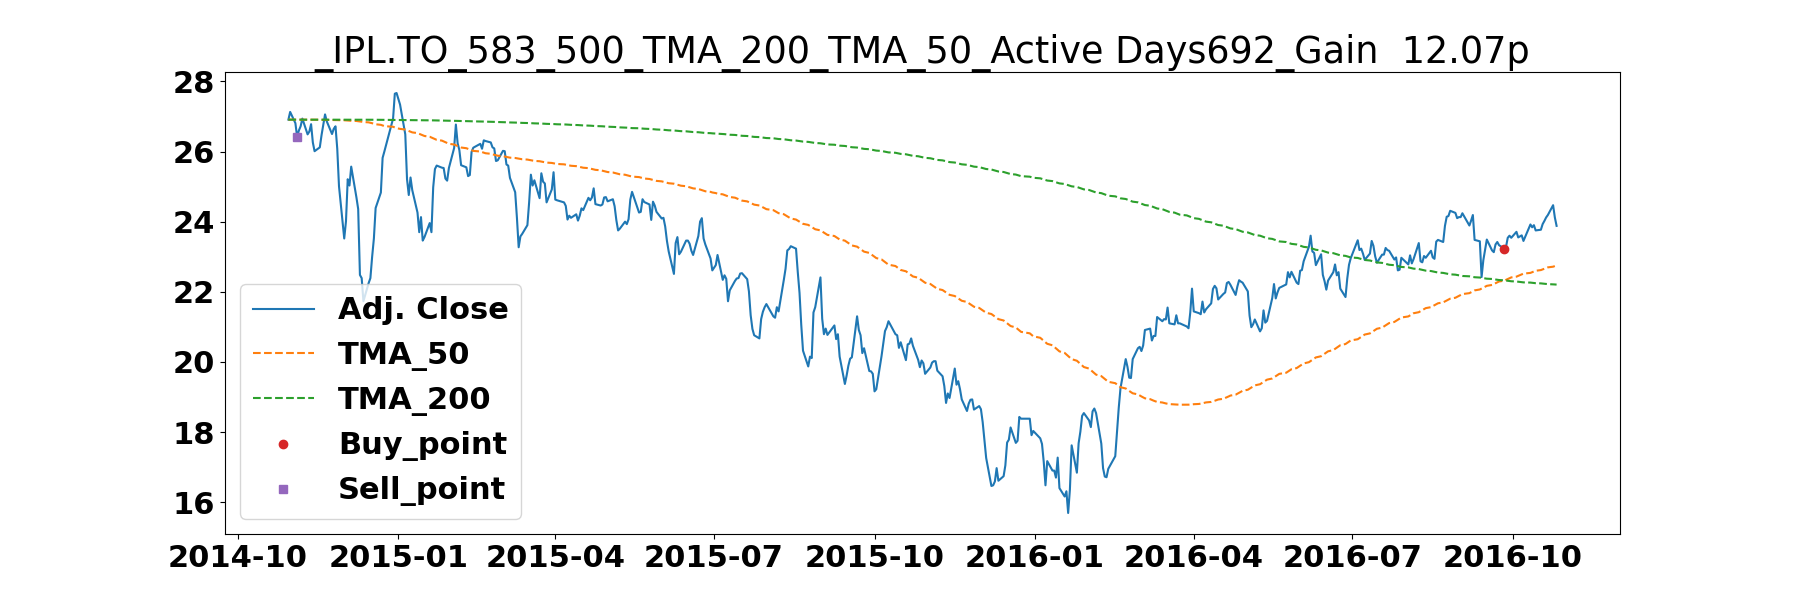 _IPL.TO_583_500_TMA_200_TMA_50_Active Days692_Gain  12.07p
28
26
24
22
20
18
16
Adj. Close
TMA_50
TMA_200
Buy_point
Sell_point
2014-10 2015-01 2015-04 2015-07 2015-10 2016-01 2016-04 2016-07 2016-10